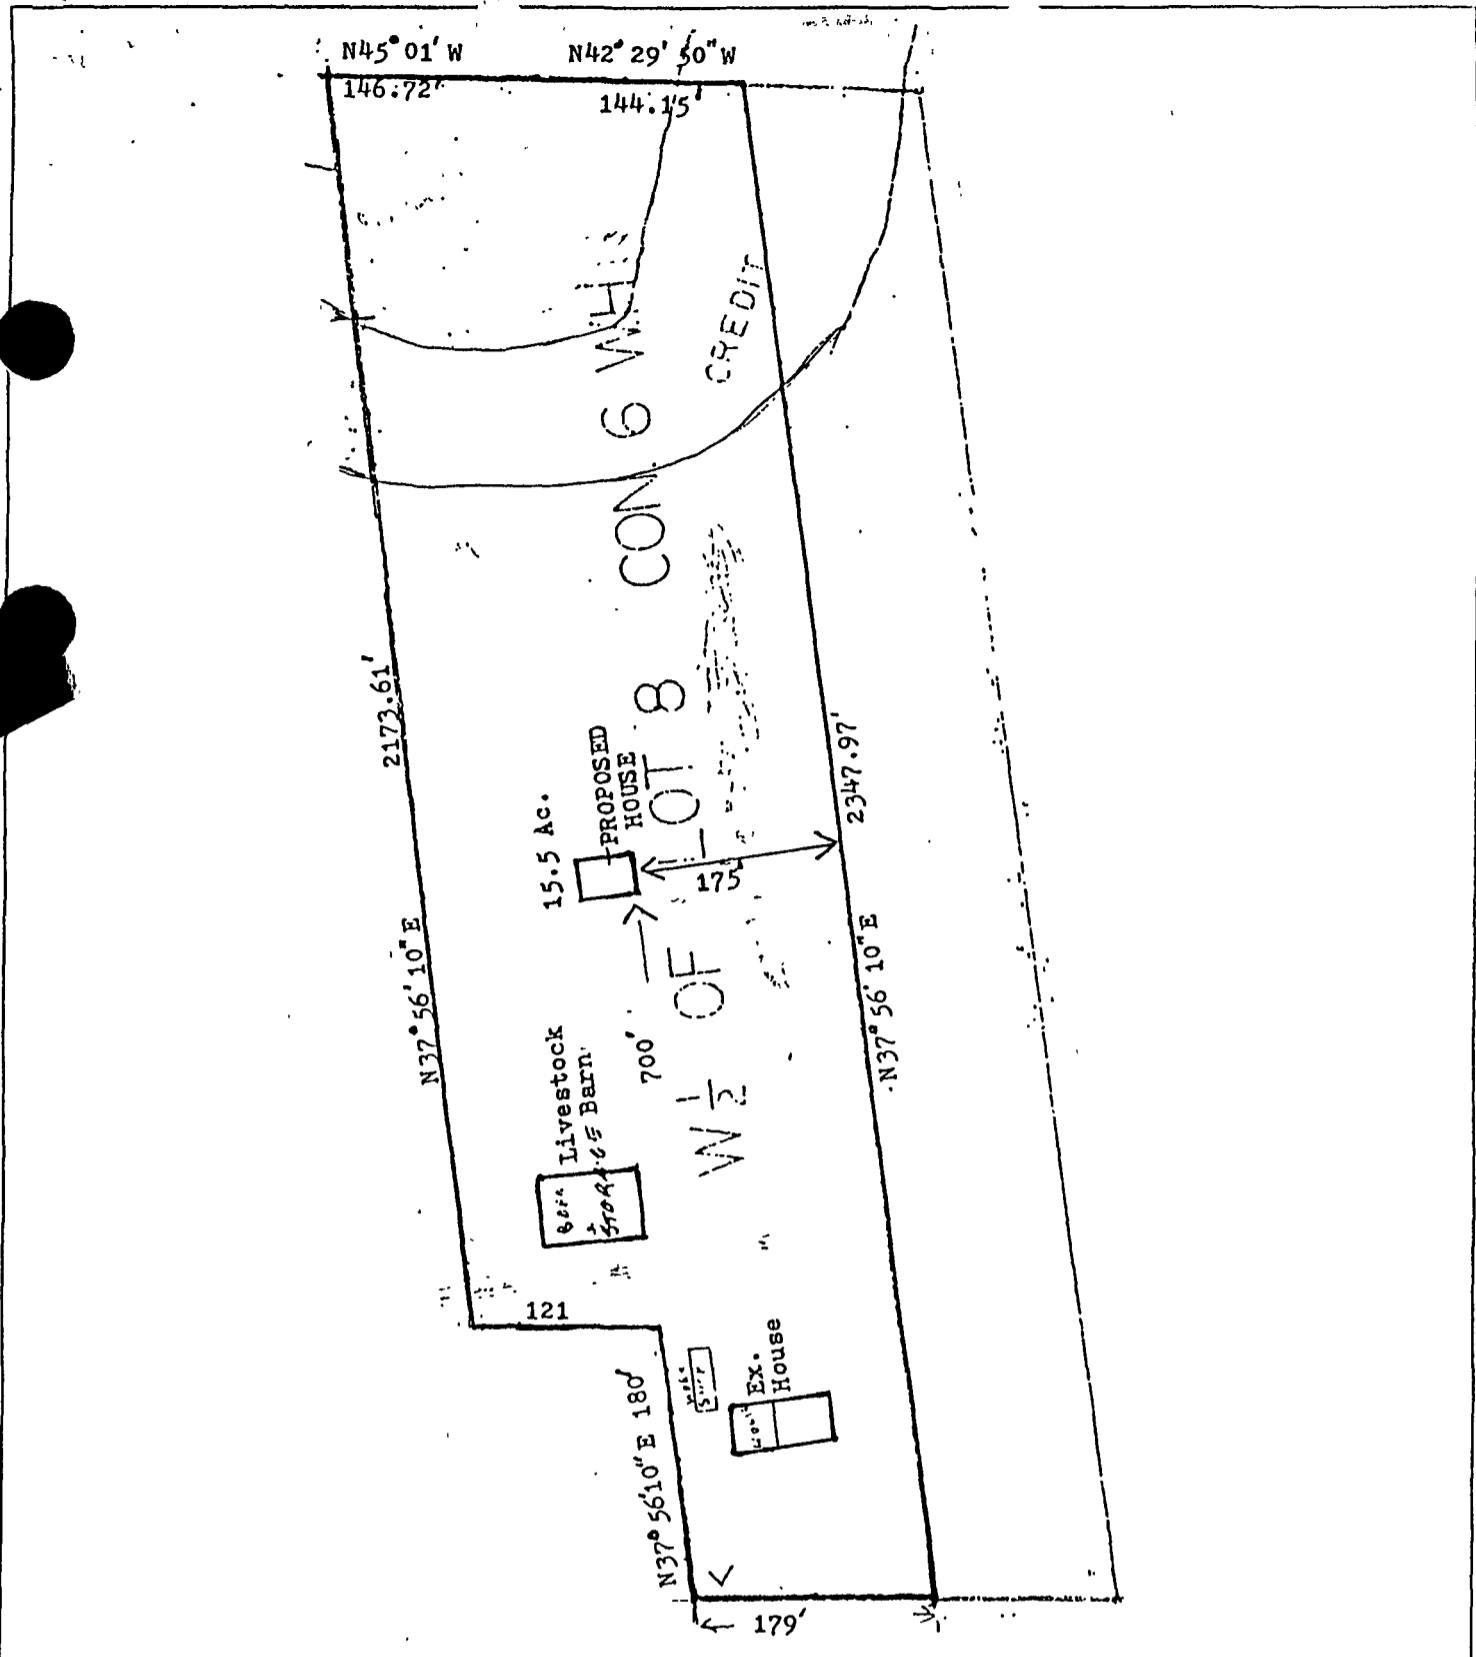 N45° 01' W
N42° 29' 50" W
146.72'
144.15'
W ½ OF LOT 8 CON. 6 W.H.
CREDIT
2173.61'
N37° 56' 10" E
15.5 Ac.
PROPOSED
HOUSE
175'
2347.97'
N37° 56' 10" E
700'
Livestock
Barn
STORAGE
121
Ex.
House
N37° 56' 10" E 180'
179'